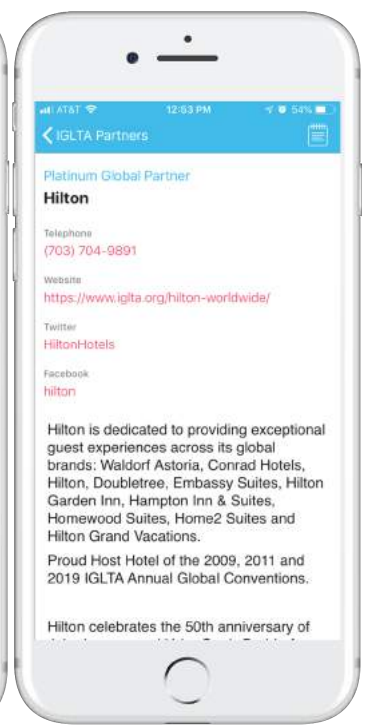 AT&T 12:53 PM 54%
IGLTA Partners
Platinum Global Partner
Hilton
Telephone
(703) 704-9891
Website
https://www.iglta.org/hilton-worldwide/
Twitter
HiltonHotels
Facebook
hilton
Hilton is dedicated to providing exceptional
guest experiences across its global
brands: Waldorf Astoria, Conrad Hotels,
Hilton, Doubletree, Embassy Suites, Hilton
Garden Inn, Hampton Inn & Suites,
Homewood Suites, Home2 Suites and
Hilton Grand Vacations.
Proud Host Hotel of the 2009, 2011 and
2019 IGLTA Annual Global Conventions.
Hilton celebrates the 50th anniversary of